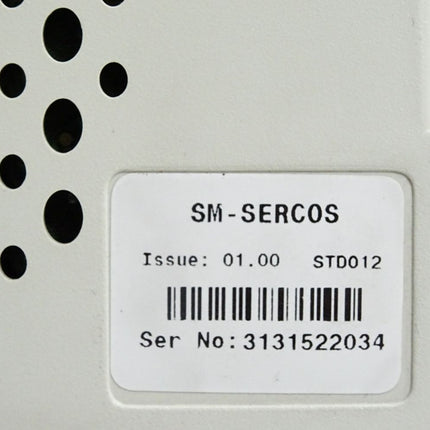 SM-SERCOS
Issue: 01.00 STD012
Ser No: 3131522034